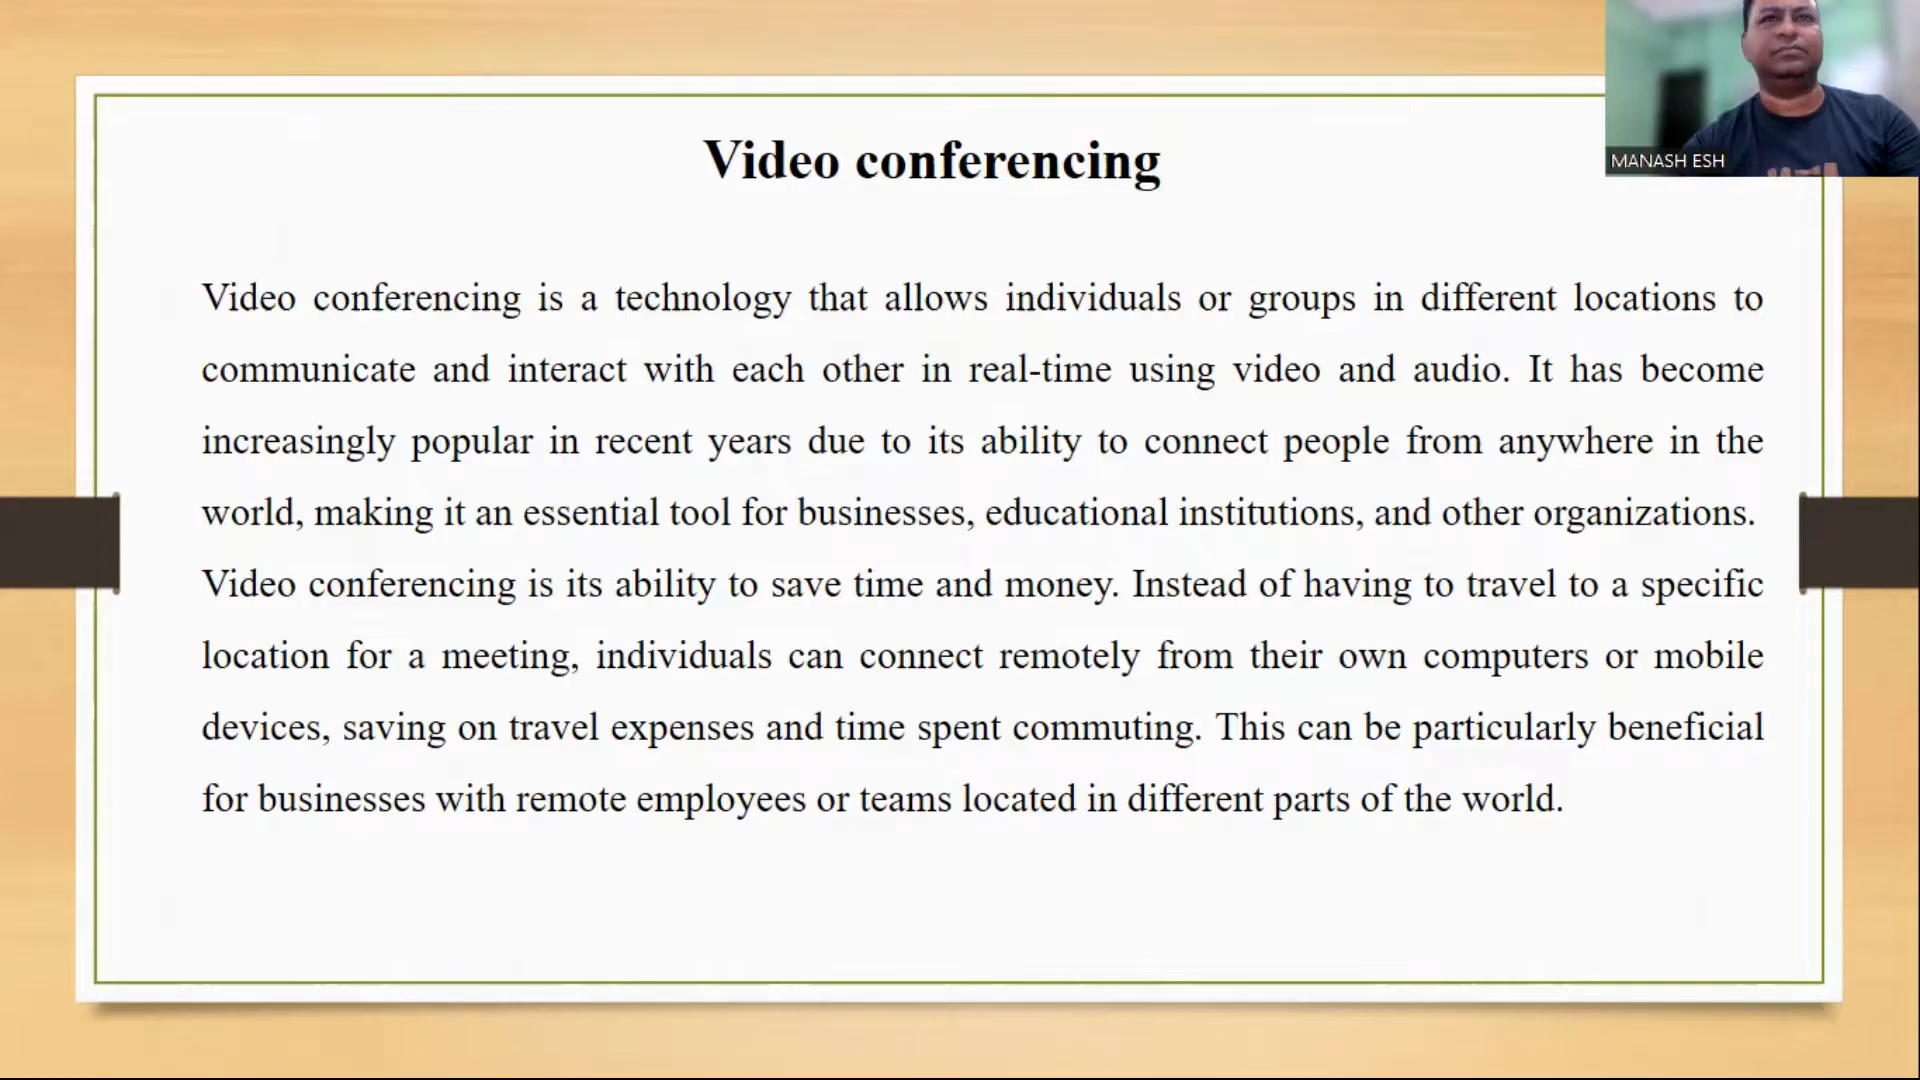 MANASH ESH
Video conferencing
Video conferencing is a technology that allows individuals or groups in different locations to
communicate and interact with each other in real-time using video and audio. It has become
increasingly popular in recent years due to its ability to connect people from anywhere in the
world, making it an essential tool for businesses, educational institutions, and other organizations.
Video conferencing is its ability to save time and money. Instead of having to travel to a specific
location for a meeting, individuals can connect remotely from their own computers or mobile
devices, saving on travel expenses and time spent commuting. This can be particularly beneficial
for businesses with remote employees or teams located in different parts of the world.